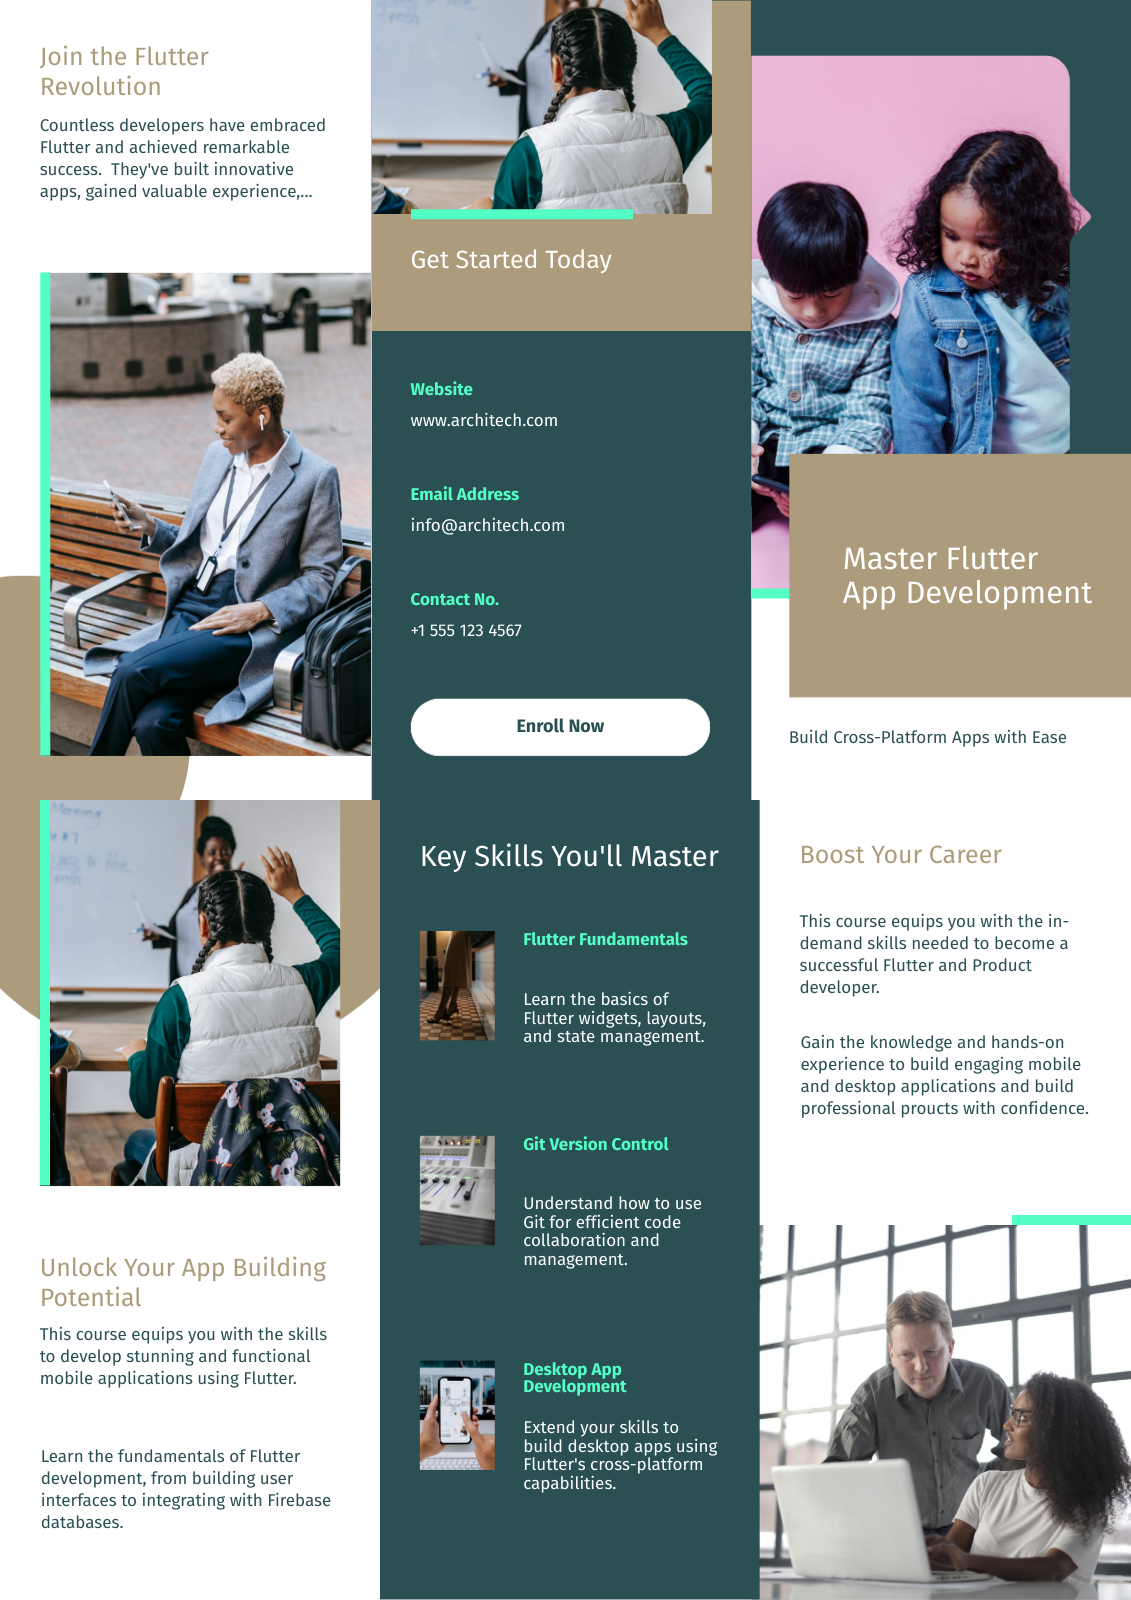 Join the Flutter
Revolution
Countless developers have embraced
Flutter and achieved remarkable
success.  They've built innovative
apps, gained valuable experience,...
Get Started Today
Website
www.architech.com
Email Address
info@architech.com
Contact No.
+1 555 123 4567
Enroll Now
Master Flutter
App Development
Build Cross-Platform Apps with Ease
Morning
Unlock Your App Building
Potential
This course equips you with the skills
to develop stunning and functional
mobile applications using Flutter.
Learn the fundamentals of Flutter
development, from building user
interfaces to integrating with Firebase
databases.
Key Skills You'll Master
Flutter Fundamentals
Learn the basics of
Flutter widgets, layouts,
and state management.
Git Version Control
Understand how to use
Git for efficient code
collaboration and
management.
Desktop App
Development
Extend your skills to
build desktop apps using
Flutter's cross-platform
capabilities.
Boost Your Career
This course equips you with the in-
demand skills needed to become a
successful Flutter and Product
developer.
Gain the knowledge and hands-on
experience to build engaging mobile
and desktop applications and build
professional proucts with confidence.